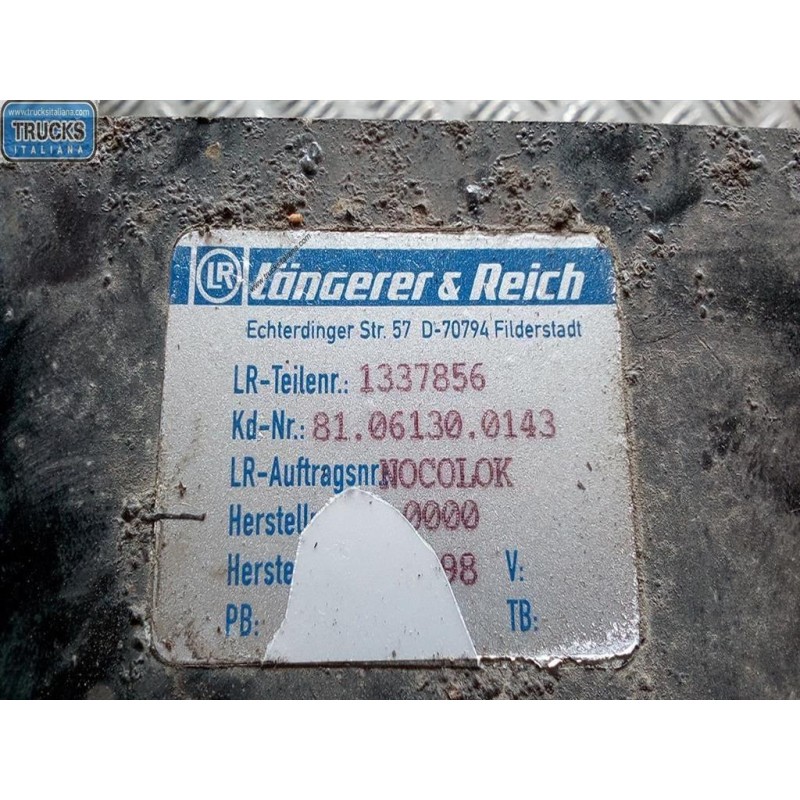 www.trucksitaliana.com
TRUCKS
ITALIANA
LR Längerer & Reich
Echterdinger Str. 57 D-70794 Filderstadt
LR-Teilenr.: 1337856
Kd-Nr.: 81.06130.0143
LR-Auftragsnr. NOCOLOK
0000
98 V:
PB: TB: